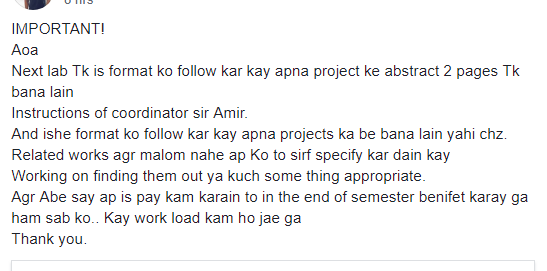 6 hrs
IMPORTANT!
Aoa
Next lab Tk is format ko follow kar kay apna project ke abstract 2 pages Tk
bana lain
Instructions of coordinator sir Amir.
And ishe format ko follow kar kay apna projects ka be bana lain yahi chz.
Related works agr malom nahe ap Ko to sirf specify kar dain kay
Working on finding them out ya kuch some thing appropriate.
Agr Abe say ap is pay kam karain to in the end of semester benifet karay ga
ham sab ko.. Kay work load kam ho jae ga
Thank you.